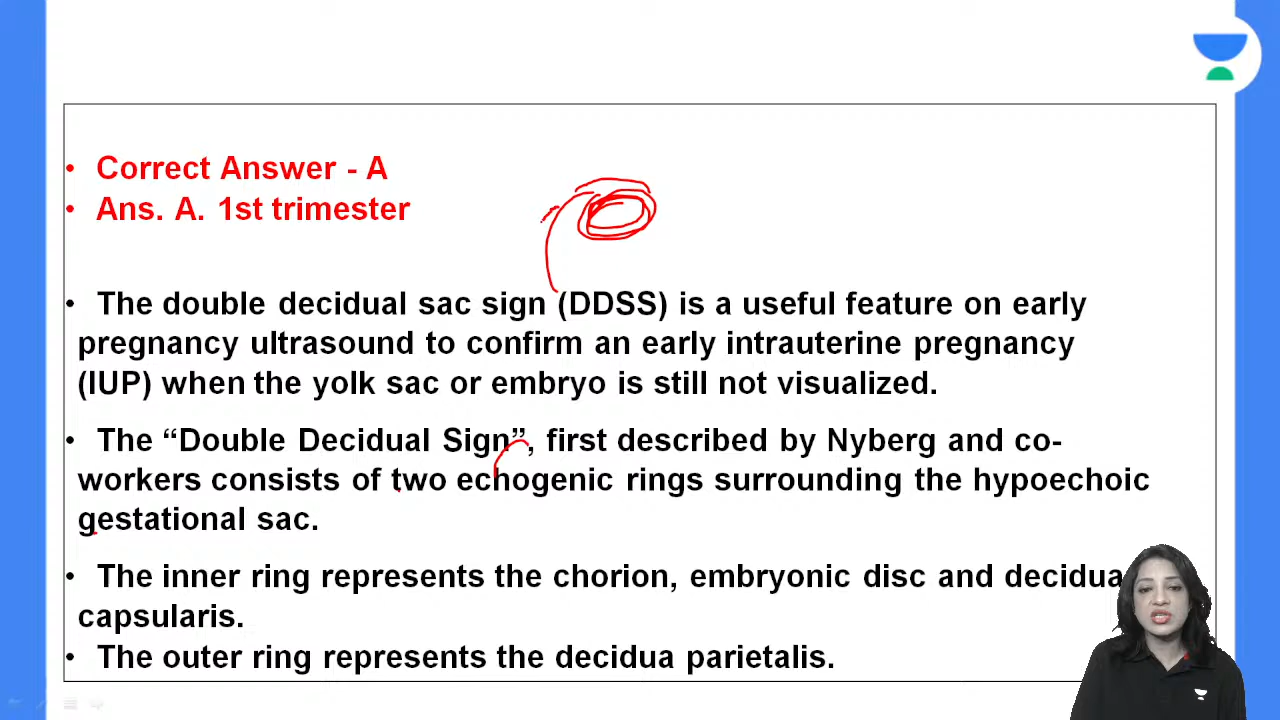 • Correct Answer - A
• Ans. A. 1st trimester
• The double decidual sac sign (DDSS) is a useful feature on early
pregnancy ultrasound to confirm an early intrauterine pregnancy
(IUP) when the yolk sac or embryo is still not visualized.
• The “Double Decidual Sign”, first described by Nyberg and co-
workers consists of two echogenic rings surrounding the hypoechoic
gestational sac.
• The inner ring represents the chorion, embryonic disc and decidua
capsularis.
• The outer ring represents the decidua parietalis.